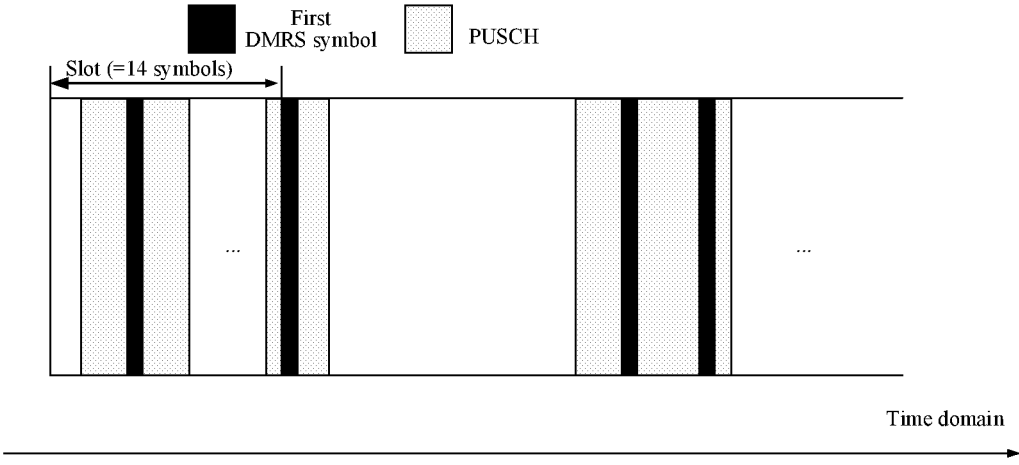 First
DMRS symbol
PUSCH
Slot (=14 symbols)
...
...
Time domain